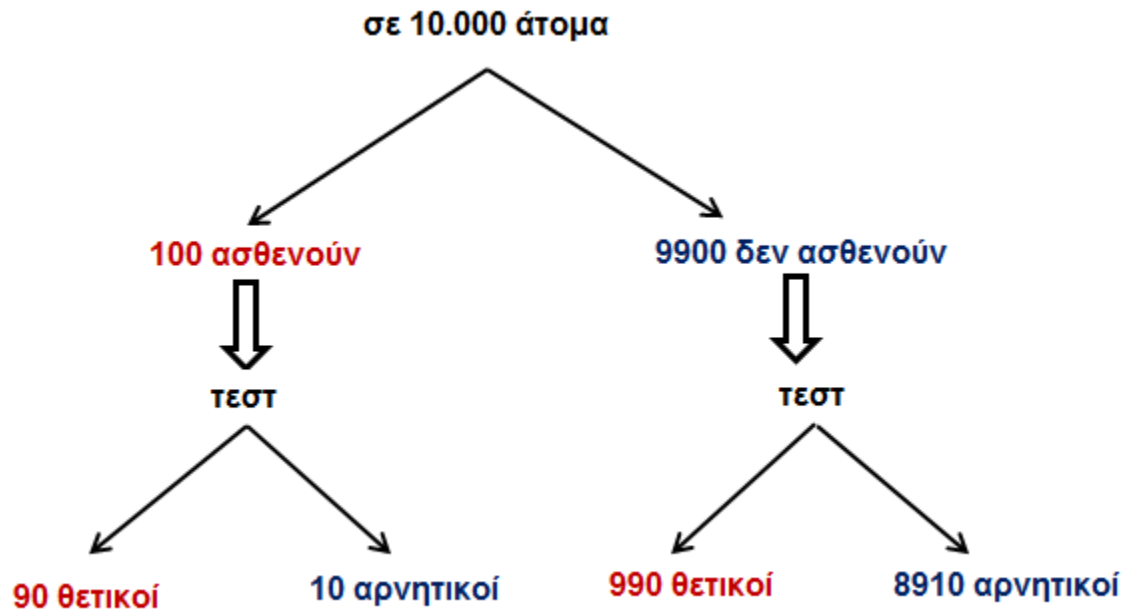 σε 10.000 άτομα
100 ασθενούν
9900 δεν ασθενούν
τεστ
τεστ
90 θετικοί
10 αρνητικοί
990 θετικοί
8910 αρνητικοί